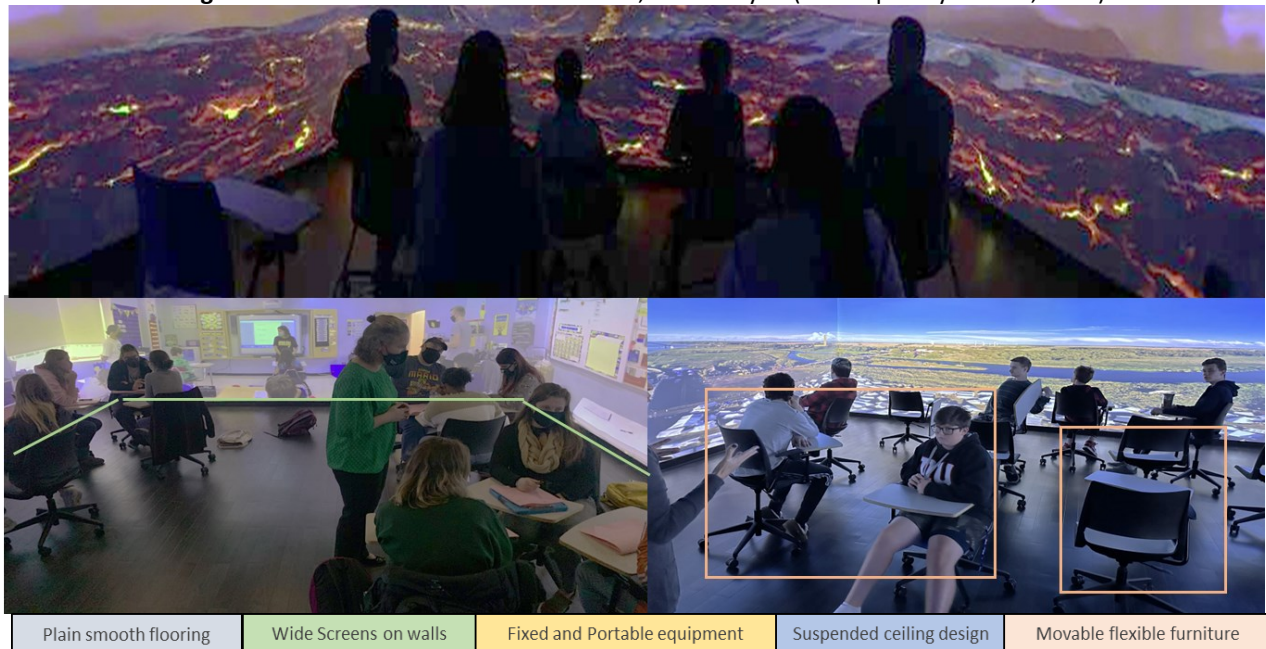 Plain smooth flooring
Wide Screens on walls
Fixed and Portable equipment
Suspended ceiling design
Movable flexible furniture